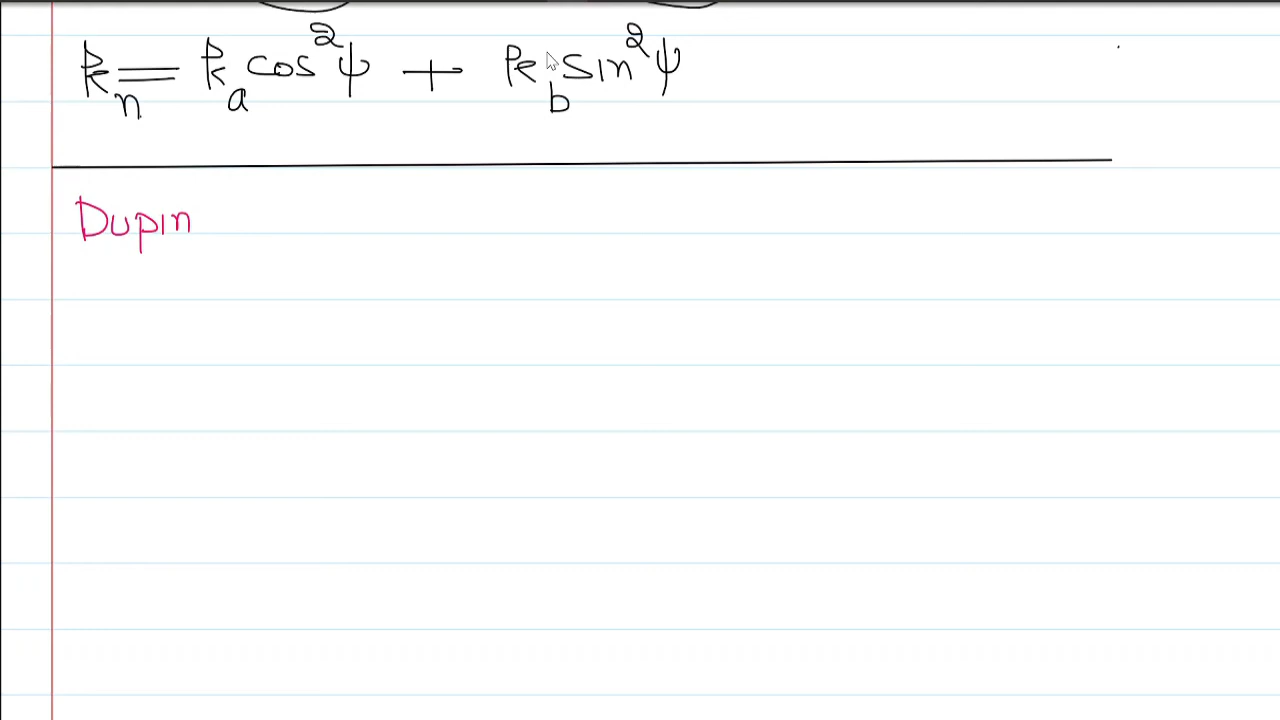 k_n = k_a cos²ψ + k_b sin²ψ
Dupin